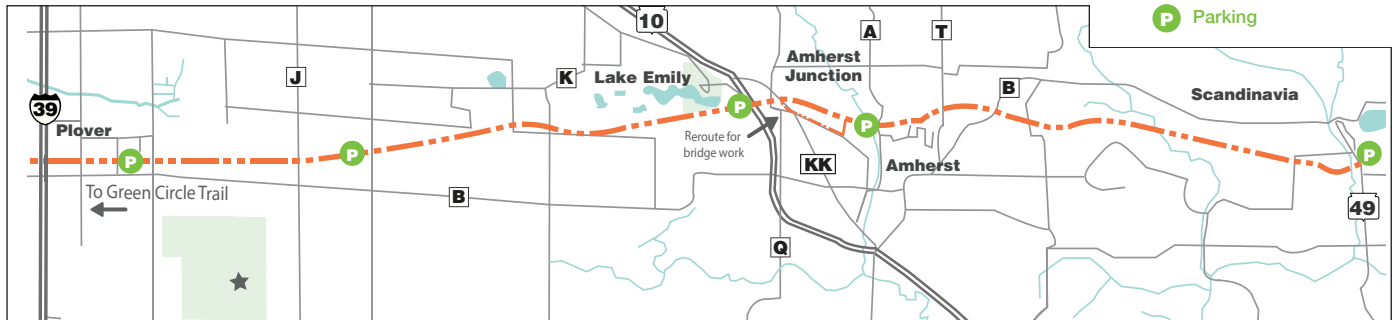 P Parking
10
A
T
Amherst
Junction
J
K
Lake Emily
B
Scandinavia
39
P
Plover
P
Reroute for
bridge work
P
P
P
P
KK
Amherst
To Green Circle Trail
B
49
Q